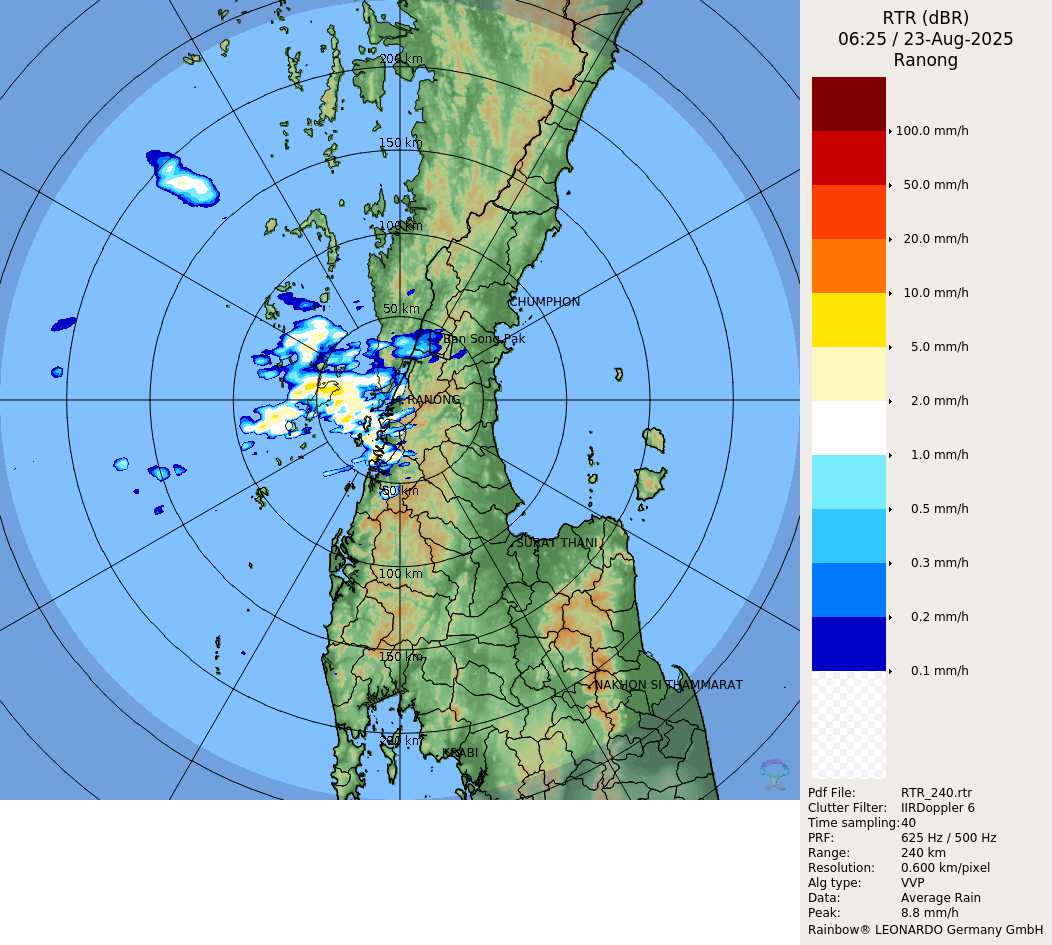 RTR (dBR)
06:25 / 23-Aug-2025
Ranong
200 km
150 km
100 km
50 km
CHUMPHON
Ban Song Pak
RANONG
50 km
SURAT THANI
100 km
150 km
NAKHON SI THAMMARAT
200 km
KRABI
100.0 mm/h
50.0 mm/h
20.0 mm/h
10.0 mm/h
5.0 mm/h
2.0 mm/h
1.0 mm/h
0.5 mm/h
0.3 mm/h
0.2 mm/h
0.1 mm/h
Pdf File: RTR_240.rtr
Clutter Filter: IIRDoppler 6
Time sampling:40
PRF: 625 Hz / 500 Hz
Range: 240 km
Resolution: 0.600 km/pixel
Alg type: VVP
Data: Average Rain
Peak: 8.8 mm/h
Rainbow® LEONARDO Germany GmbH